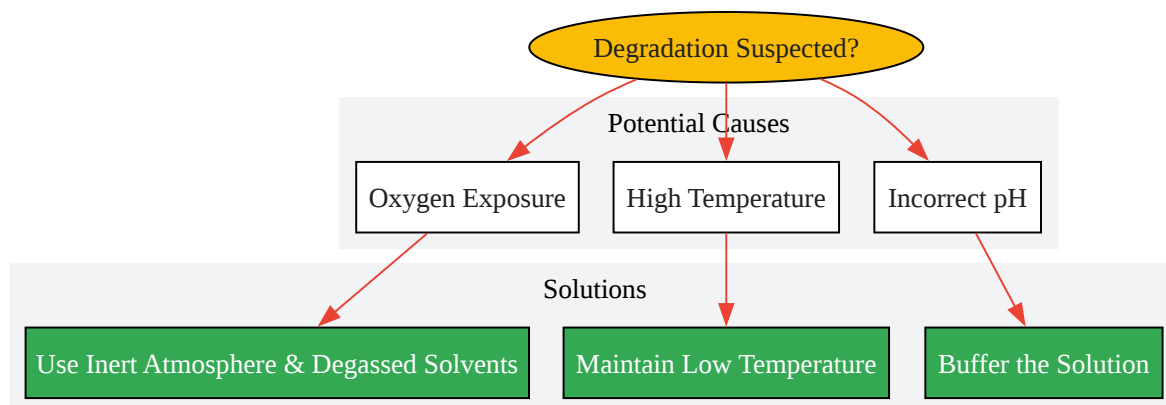 Degradation Suspected?
Potential Causes
Oxygen Exposure
High Temperature
Incorrect pH
Solutions
Use Inert Atmosphere & Degassed Solvents
Maintain Low Temperature
Buffer the Solution